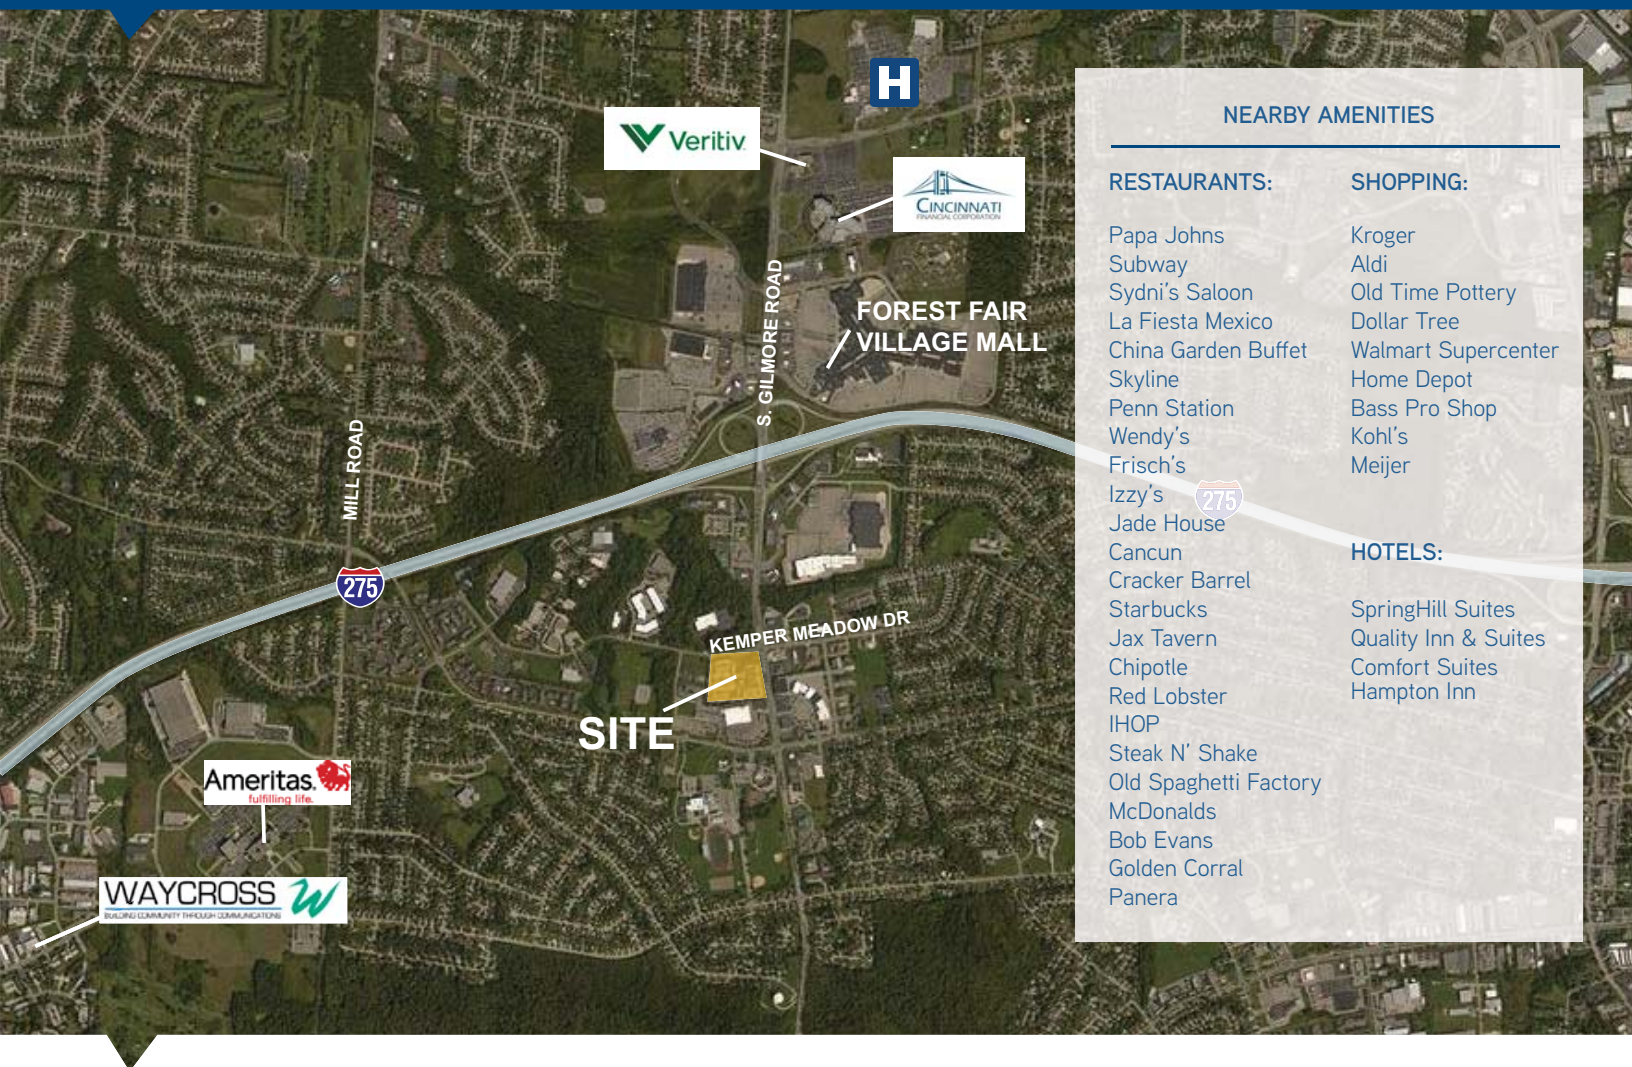 H
Veritiv
CINCINNATI
FINANCIAL CORPORATION
S. GILMORE ROAD
FOREST FAIR
VILLAGE MALL
MILL ROAD
275
KEMPER MEADOW DR
SITE
Ameritas.
fulfilling life.
WAYCROSS
BUILDING COMMUNITY THROUGH COMMUNICATIONS
NEARBY AMENITIES
RESTAURANTS:
Papa Johns
Subway
Sydni's Saloon
La Fiesta Mexico
China Garden Buffet
Skyline
Penn Station
Wendy's
Frisch's
Izzy's
Jade House
Cancun
Cracker Barrel
Starbucks
Jax Tavern
Chipotle
Red Lobster
IHOP
Steak N' Shake
Old Spaghetti Factory
McDonalds
Bob Evans
Golden Corral
Panera
SHOPPING:
Kroger
Aldi
Old Time Pottery
Dollar Tree
Walmart Supercenter
Home Depot
Bass Pro Shop
Kohl's
Meijer
275
HOTELS:
SpringHill Suites
Quality Inn & Suites
Comfort Suites
Hampton Inn